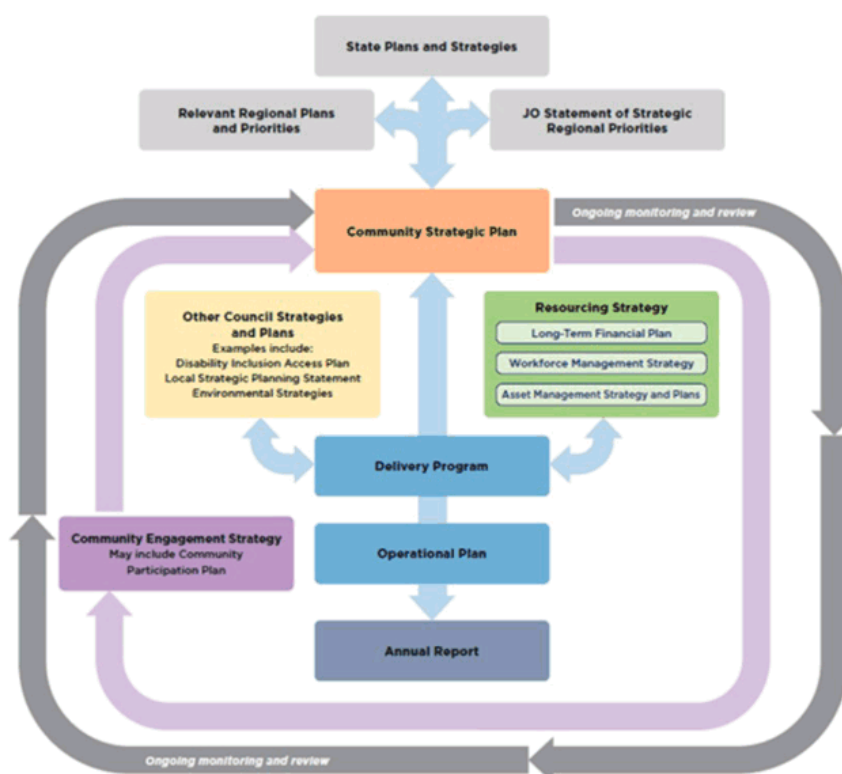 State Plans and Strategies
Relevant Regional Plans
and Priorities
JO Statement of Strategic
Regional Priorities
Community Strategic Plan
Ongoing monitoring and review
Other Council Strategies
and Plans
Examples include:
Disability Inclusion Access Plan
Local Strategic Planning Statement
Environmental Strategies
Resourcing Strategy
Long-Term Financial Plan
Workforce Management Strategy
Asset Management Strategy and Plans
Delivery Program
Community Engagement Strategy
May include Community
Participation Plan
Operational Plan
Annual Report
Ongoing monitoring and review